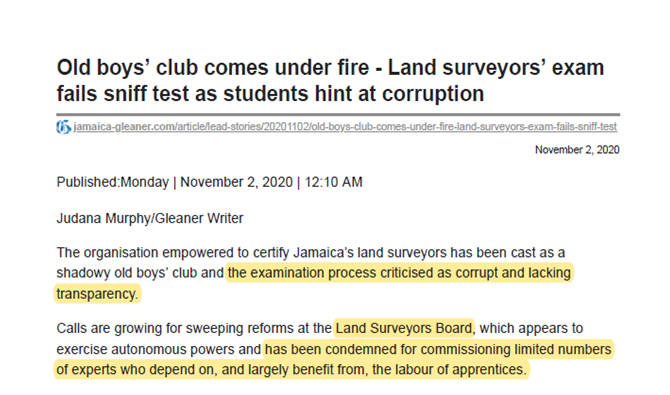 Old boys’ club comes under fire - Land surveyors’ exam
fails sniff test as students hint at corruption
jamaica-gleaner.com/article/lead-stories/20201102/old-boys-club-comes-under-fire-land-surveyors-exam-fails-sniff-test
November 2, 2020
Published:Monday | November 2, 2020 | 12:10 AM
Judana Murphy/Gleaner Writer
The organisation empowered to certify Jamaica’s land surveyors has been cast as a
shadowy old boys’ club and the examination process criticised as corrupt and lacking
transparency.
Calls are growing for sweeping reforms at the Land Surveyors Board, which appears to
exercise autonomous powers and has been condemned for commissioning limited numbers
of experts who depend on, and largely benefit from, the labour of apprentices.